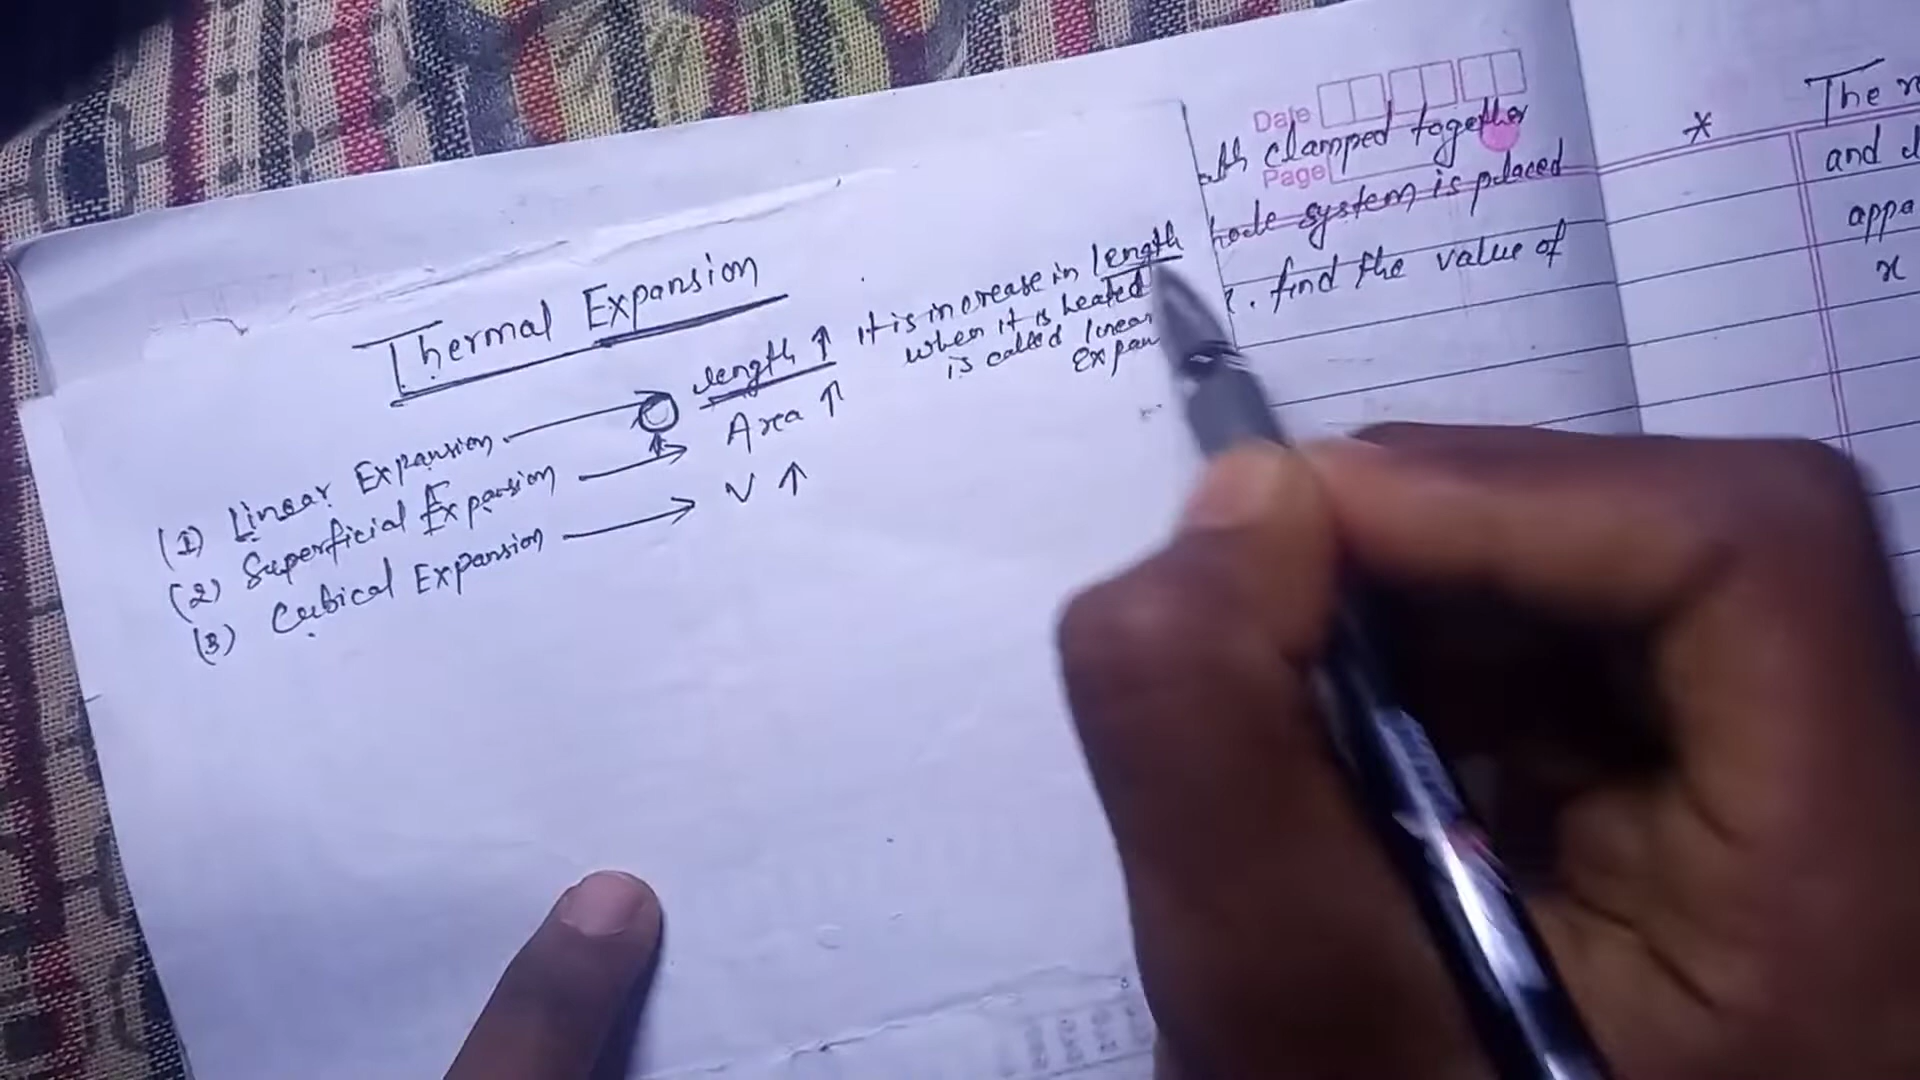 Thermal Expansion
(1) Linear Expansion → length ↑
it is increase in length
when it is heated
is called linear
Expan
(2) Superficial Expansion → Area ↑
(3) Cubical Expansion → V ↑
Date
clamped together
Page
system is placed
. find the value of
*
The
and
appa
x